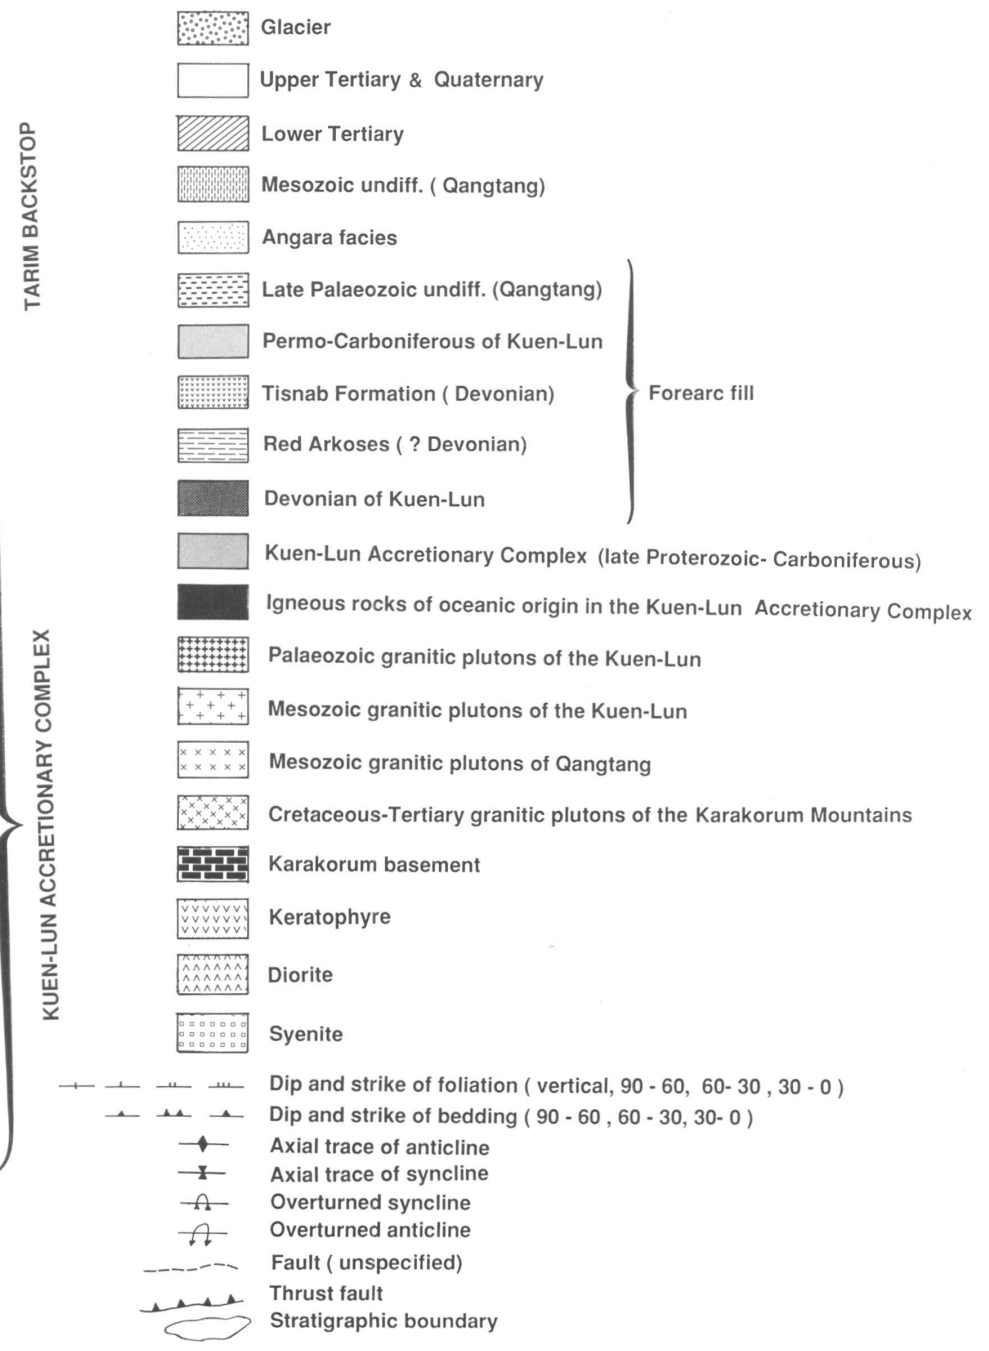 Glacier
Upper Tertiary & Quaternary
Lower Tertiary
Mesozoic undiff. ( Qangtang)
Angara facies
TARIM BACKSTOP
Late Palaeozoic undiff. (Qangtang)
Permo-Carboniferous of Kuen-Lun
Tisnab Formation ( Devonian)
Forearc fill
Red Arkoses ( ? Devonian)
Devonian of Kuen-Lun
Kuen-Lun Accretionary Complex (late Proterozoic- Carboniferous)
Igneous rocks of oceanic origin in the Kuen-Lun Accretionary Complex
Palaeozoic granitic plutons of the Kuen-Lun
Mesozoic granitic plutons of the Kuen-Lun
Mesozoic granitic plutons of Qangtang
Cretaceous-Tertiary granitic plutons of the Karakorum Mountains
KUEN-LUN ACCRETIONARY COMPLEX
Karakorum basement
Keratophyre
Diorite
Syenite
Dip and strike of foliation ( vertical, 90 - 60, 60- 30 , 30 - 0 )
Dip and strike of bedding ( 90 - 60 , 60 - 30, 30- 0 )
Axial trace of anticline
Axial trace of syncline
Overturned syncline
Overturned anticline
Fault ( unspecified)
Thrust fault
Stratigraphic boundary